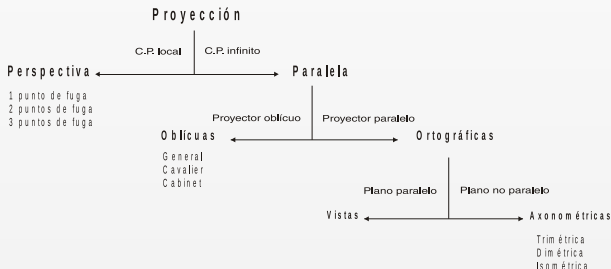 Proyección
C.P. local
C.P. infinito
Perspectiva
Paralela
1 punto de fuga
2 puntos de fuga
3 puntos de fuga
Proyector oblícuo
Proyector paralelo
Oblícuas
Ortográficas
General
Cavalier
Cabinet
Plano paralelo
Plano no paralelo
Vistas
Axonométricas
Trimétrica
Dimétrica
Isométrica